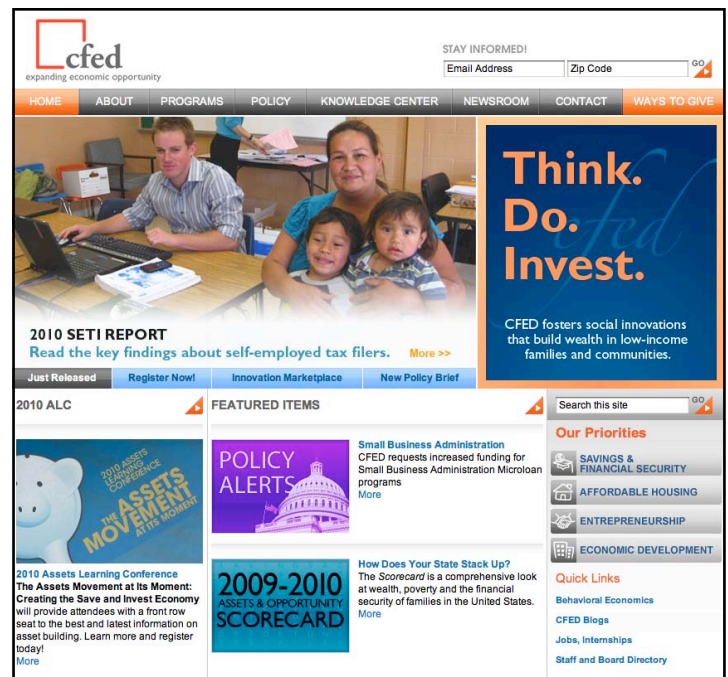 cfed
expanding economic opportunity
STAY INFORMED!
Email Address
Zip Code
GO
HOME
ABOUT
PROGRAMS
POLICY
KNOWLEDGE CENTER
NEWSROOM
CONTACT
WAYS TO GIVE
2010 SETI REPORT
Read the key findings about self-employed tax filers. More >>
Just Released
Register Now!
Innovation Marketplace
New Policy Brief
Think.
Do.
Invest.
cfed
CFED fosters social innovations
that build wealth in low-income
families and communities.
2010 ALC
2010 ASSETS
LEARNING
CONFERENCE
THE ASSETS
MOVEMENT
AT ITS MOMENT
2010 Assets Learning Conference
The Assets Movement at Its Moment:
Creating the Save and Invest Economy
will provide attendees with a front row
seat to the best and latest information on
asset building. Learn more and register
today!
More
FEATURED ITEMS
POLICY
ALERTS
Small Business Administration
CFED requests increased funding for
Small Business Administration Microloan
programs
More
2009-2010
ASSETS & OPPORTUNITY
SCORECARD
How Does Your State Stack Up?
The Scorecard is a comprehensive look
at wealth, poverty and the financial
security of families in the United States.
More
Search this site
GO
Our Priorities
SAVINGS &
FINANCIAL SECURITY
AFFORDABLE HOUSING
ENTREPRENEURSHIP
ECONOMIC DEVELOPMENT
Quick Links
Behavioral Economics
CFED Blogs
Jobs, Internships
Staff and Board Directory